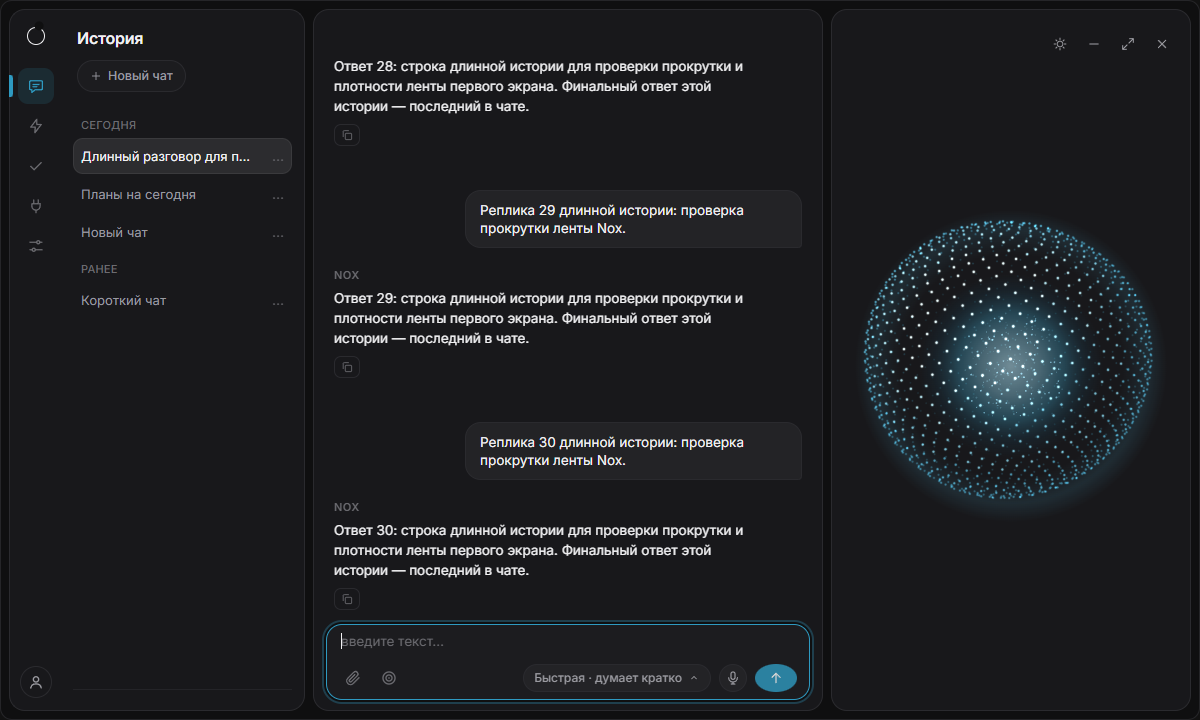 История
+ Новый чат
СЕГОДНЯ
Длинный разговор для п...
Планы на сегодня
Новый чат
РАНЕЕ
Короткий чат
Ответ 28: строка длинной истории для проверки прокрутки и
плотности ленты первого экрана. Финальный ответ этой
истории — последний в чате.
Реплика 29 длинной истории: проверка
прокрутки ленты Nox.
NOX
Ответ 29: строка длинной истории для проверки прокрутки и
плотности ленты первого экрана. Финальный ответ этой
истории — последний в чате.
Реплика 30 длинной истории: проверка
прокрутки ленты Nox.
NOX
Ответ 30: строка длинной истории для проверки прокрутки и
плотности ленты первого экрана. Финальный ответ этой
истории — последний в чате.
введите текст...
Быстрая · думает кратко